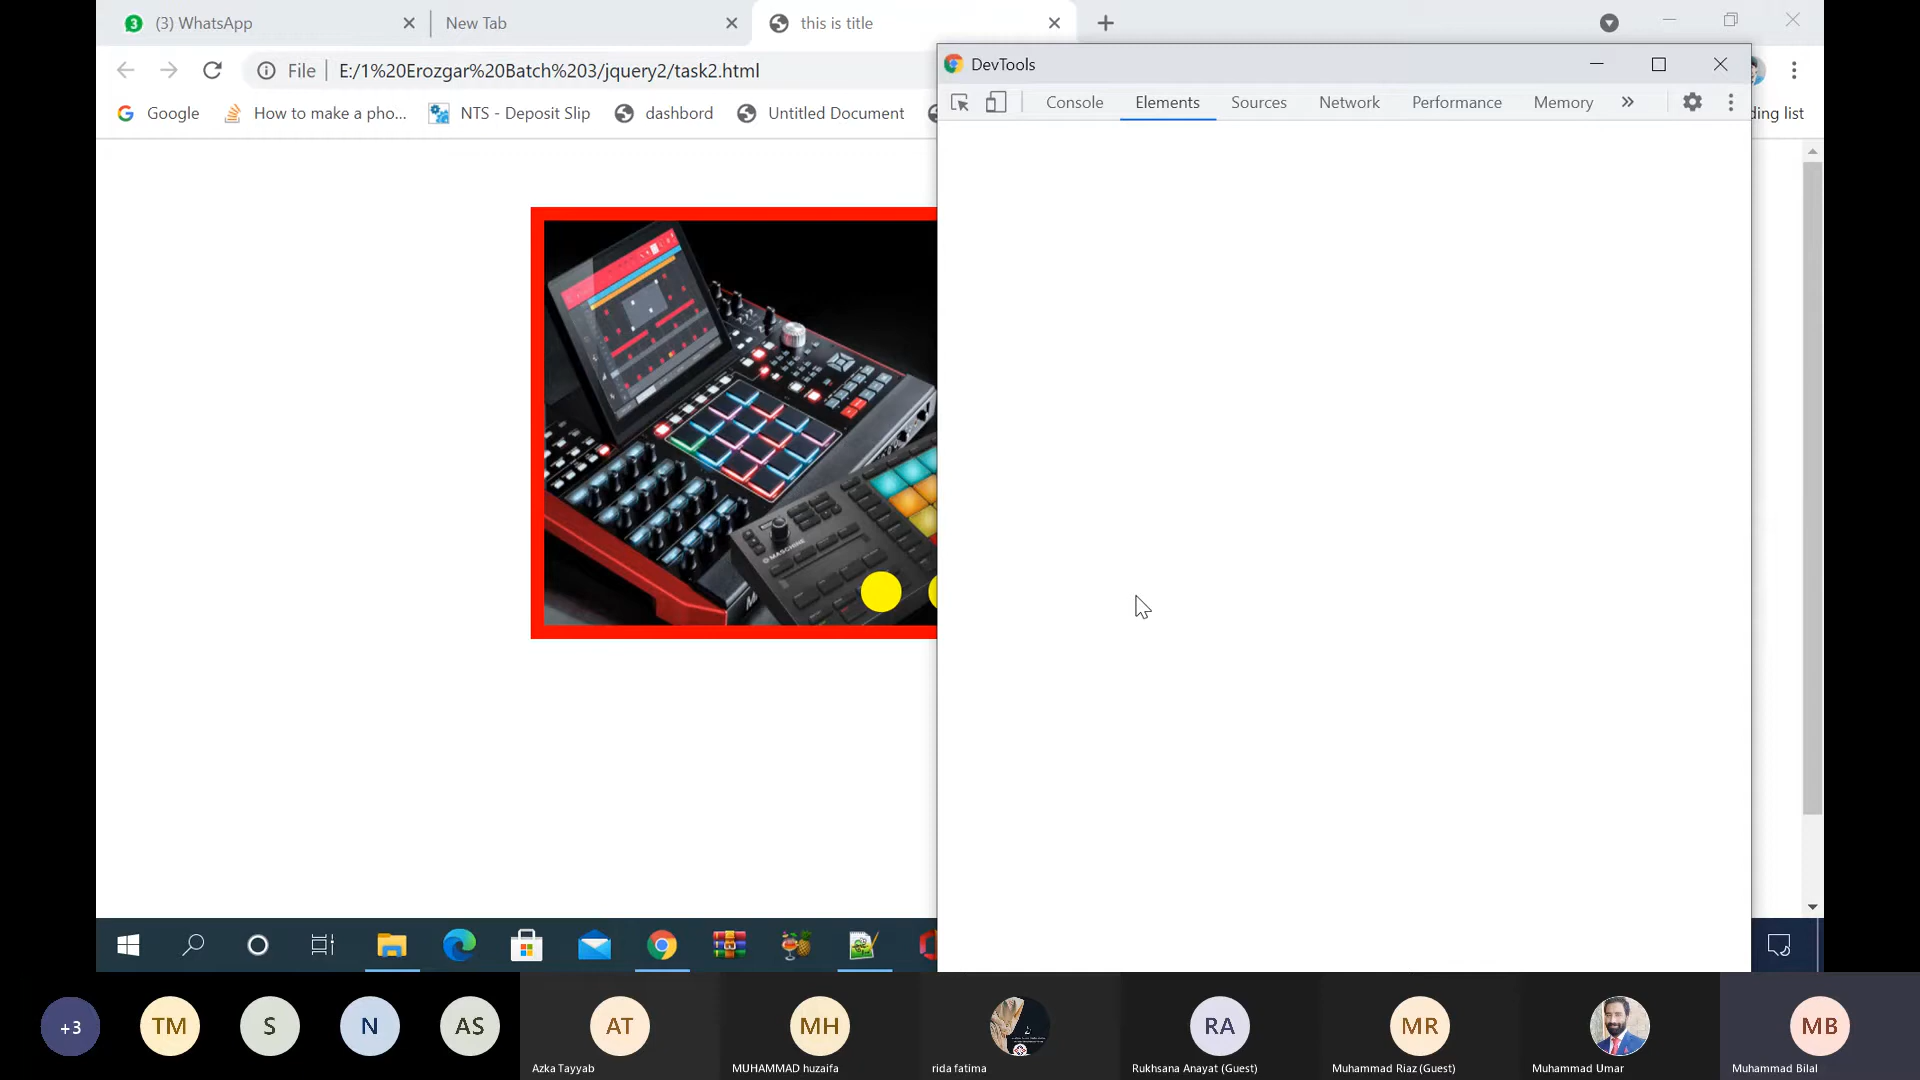 3
(3) WhatsApp
New Tab
this is title
File
E:/1%20Erozgar%20Batch%203/jquery2/task2.html
DevTools
Google
How to make a pho...
NTS - Deposit Slip
dashbord
Untitled Document
ding list
Console
Elements
Sources
Network
Performance
Memory
MASCHINE
+3
TM
S
N
AS
AT
MH
RA
MR
MB
Azka Tayyab
MUHAMMAD huzaifa
rida fatima
Rukhsana Anayat (Guest)
Muhammad Riaz (Guest)
Muhammad Umar
Muhammad Bilal